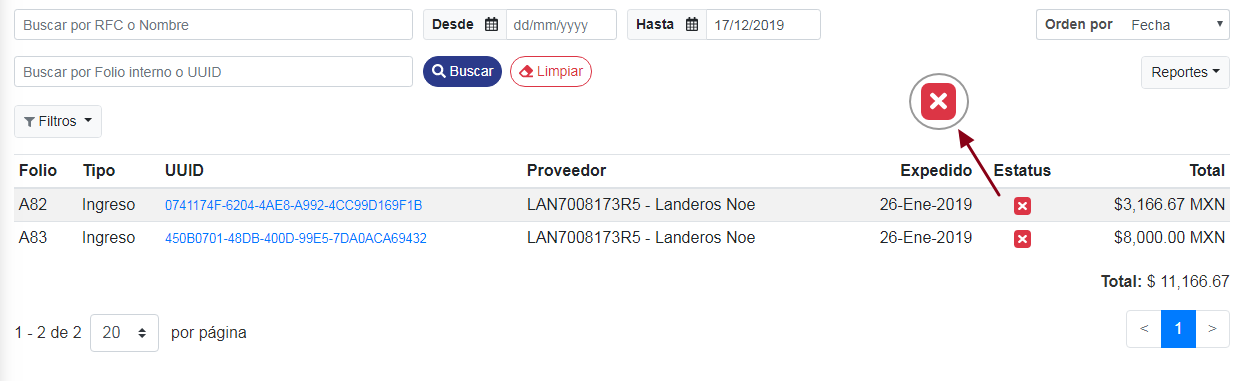 Buscar por RFC o Nombre Desde dd/mm/yyyy Hasta 17/12/2019 Orden por Fecha
Buscar por Folio interno o UUID Buscar Limpiar Reportes
Filtros
Folio Tipo UUID Proveedor Expedido Estatus Total
A82 Ingreso 0741174F-6204-4AE8-A992-4CC99D169F1B LAN7008173R5 - Landeros Noe 26-Ene-2019 $3,166.67 MXN
A83 Ingreso 450B0701-48DB-400D-99E5-7DA0ACA69432 LAN7008173R5 - Landeros Noe 26-Ene-2019 $8,000.00 MXN
Total: $ 11,166.67
1 - 2 de 2 20 por página < 1 >